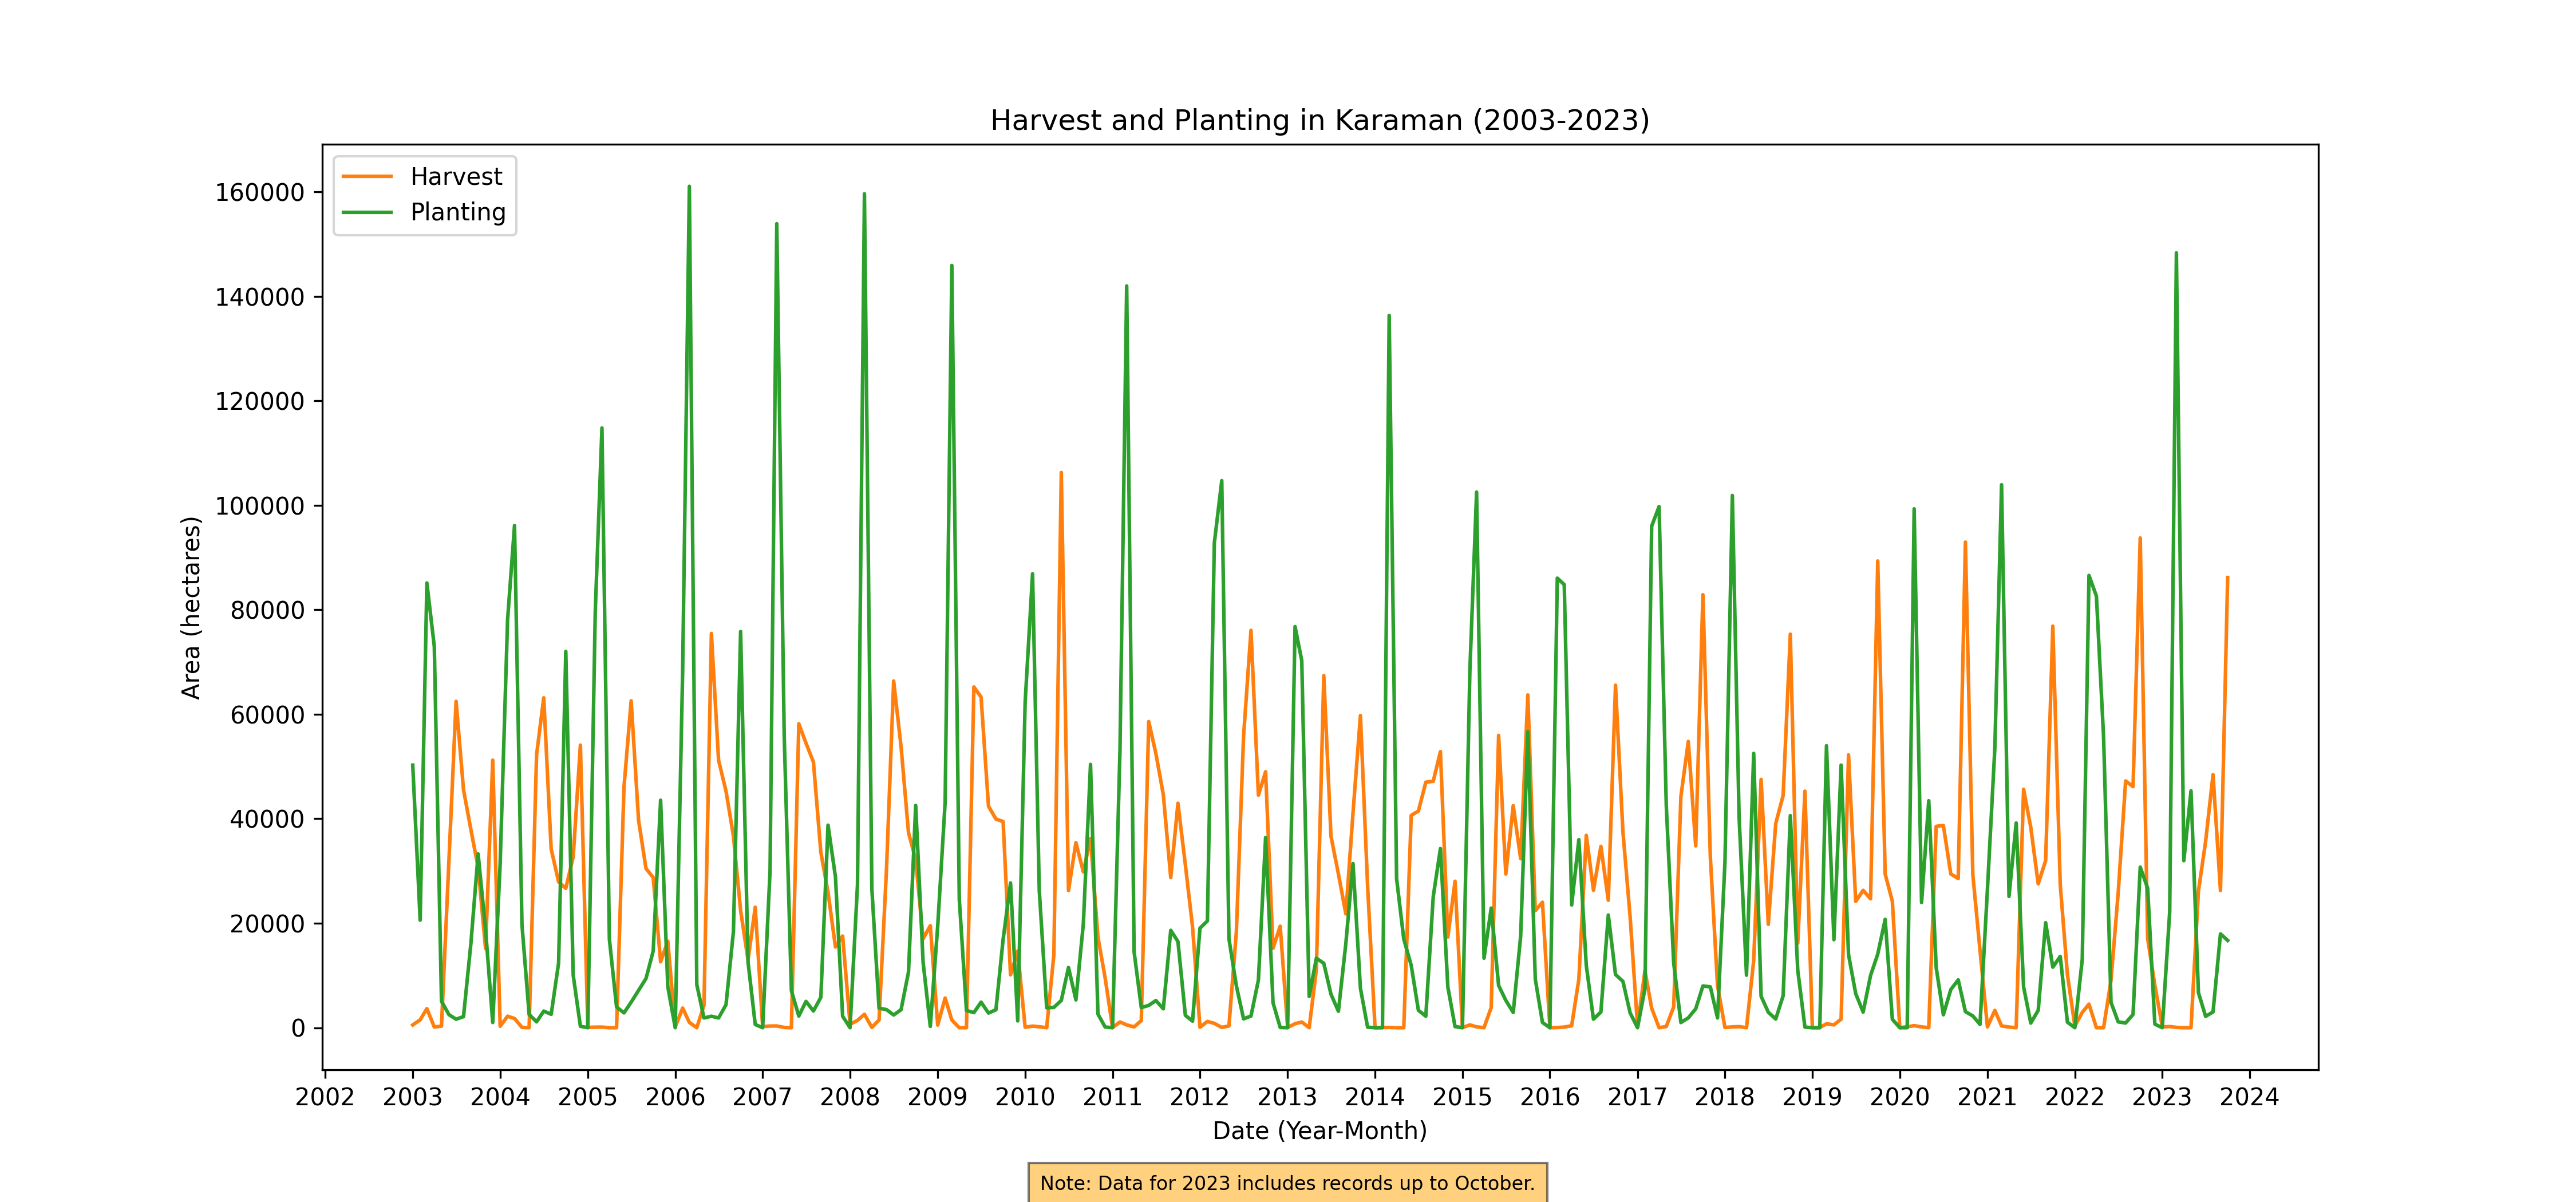 Harvest and Planting in Karaman (2003-2023)
Harvest
Planting
160000
140000
120000
100000
80000
60000
40000
20000
0
Area (hectares)
2002 2003 2004 2005 2006 2007 2008 2009 2010 2011 2012 2013 2014 2015 2016 2017 2018 2019 2020 2021 2022 2023 2024
Date (Year-Month)
Note: Data for 2023 includes records up to October.